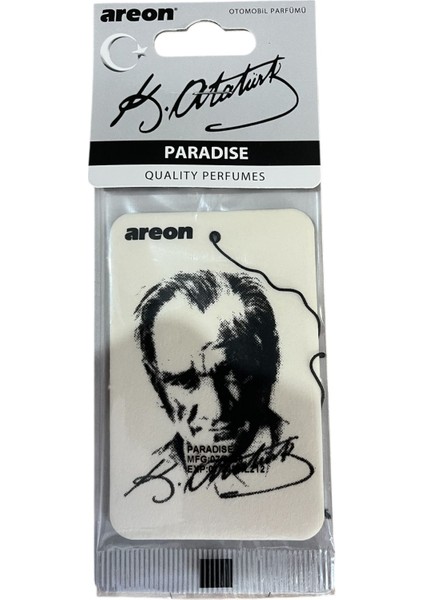 areon
OTOMOBİL PARFÜMÜ
K. Atatürk
PARADISE
QUALITY PERFUMES
areon
PARADISE
K. Atatürk